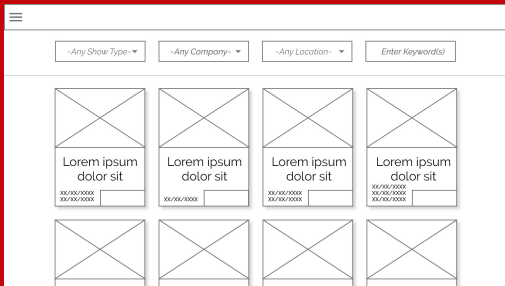 ~Any Show Type~
~Any Company~
~Any Location~
Enter Keyword(s)
Lorem ipsum
dolor sit
xx/xx/xxxx
xx/xx/xxxx
Lorem ipsum
dolor sit
xx/xx/xxxx
Lorem ipsum
dolor sit
xx/xx/xxxx
xx/xx/xxxx
Lorem ipsum
dolor sit
xx/xx/xxxx
xx/xx/xxxx
xx/xx/xxxx